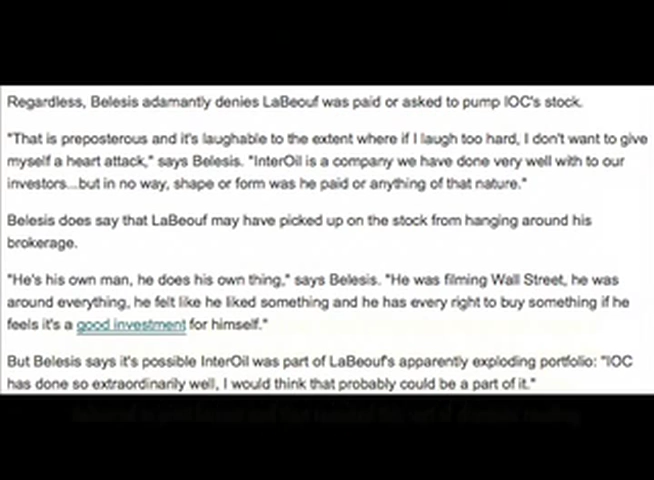 Regardless, Belesis adamantly denies LaBeouf was paid or asked to pump IOC's stock.
"That is preposterous and it's laughable to the extent where if I laugh too hard, I don't want to give
myself a heart attack," says Belesis. "InterOil is a company we have done very well with to our
investors...but in no way, shape or form was he paid or anything of that nature."
Belesis does say that LaBeouf may have picked up on the stock from hanging around his
brokerage.
"He's his own man, he does his own thing," says Belesis. "He was filming Wall Street, he was
around everything, he felt like he liked something and he has every right to buy something if he
feels it's a good investment for himself."
But Belesis says it's possible InterOil was part of LaBeouf's apparently exploding portfolio: "IOC
has done so extraordinarily well, I would think that probably could be a part of it."